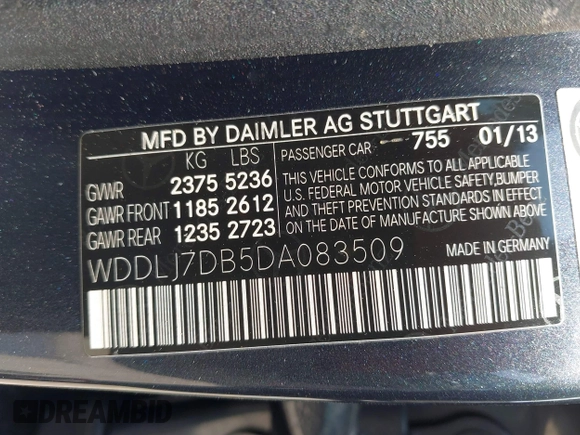 MFD BY DAIMLER AG STUTTGART
KG LBS PASSENGER CAR 755 01/13
GVWR 2375 5236
GAWR FRONT 1185 2612
GAWR REAR 1235 2723
THIS VEHICLE CONFORMS TO ALL APPLICABLE
U.S. FEDERAL MOTOR VEHICLE SAFETY, BUMPER
AND THEFT PREVENTION STANDARDS IN EFFECT
ON THE DATE OF MANUFACTURE SHOWN ABOVE.
WDDLJ7DB5DA083509 MADE IN GERMANY
DREAMBID